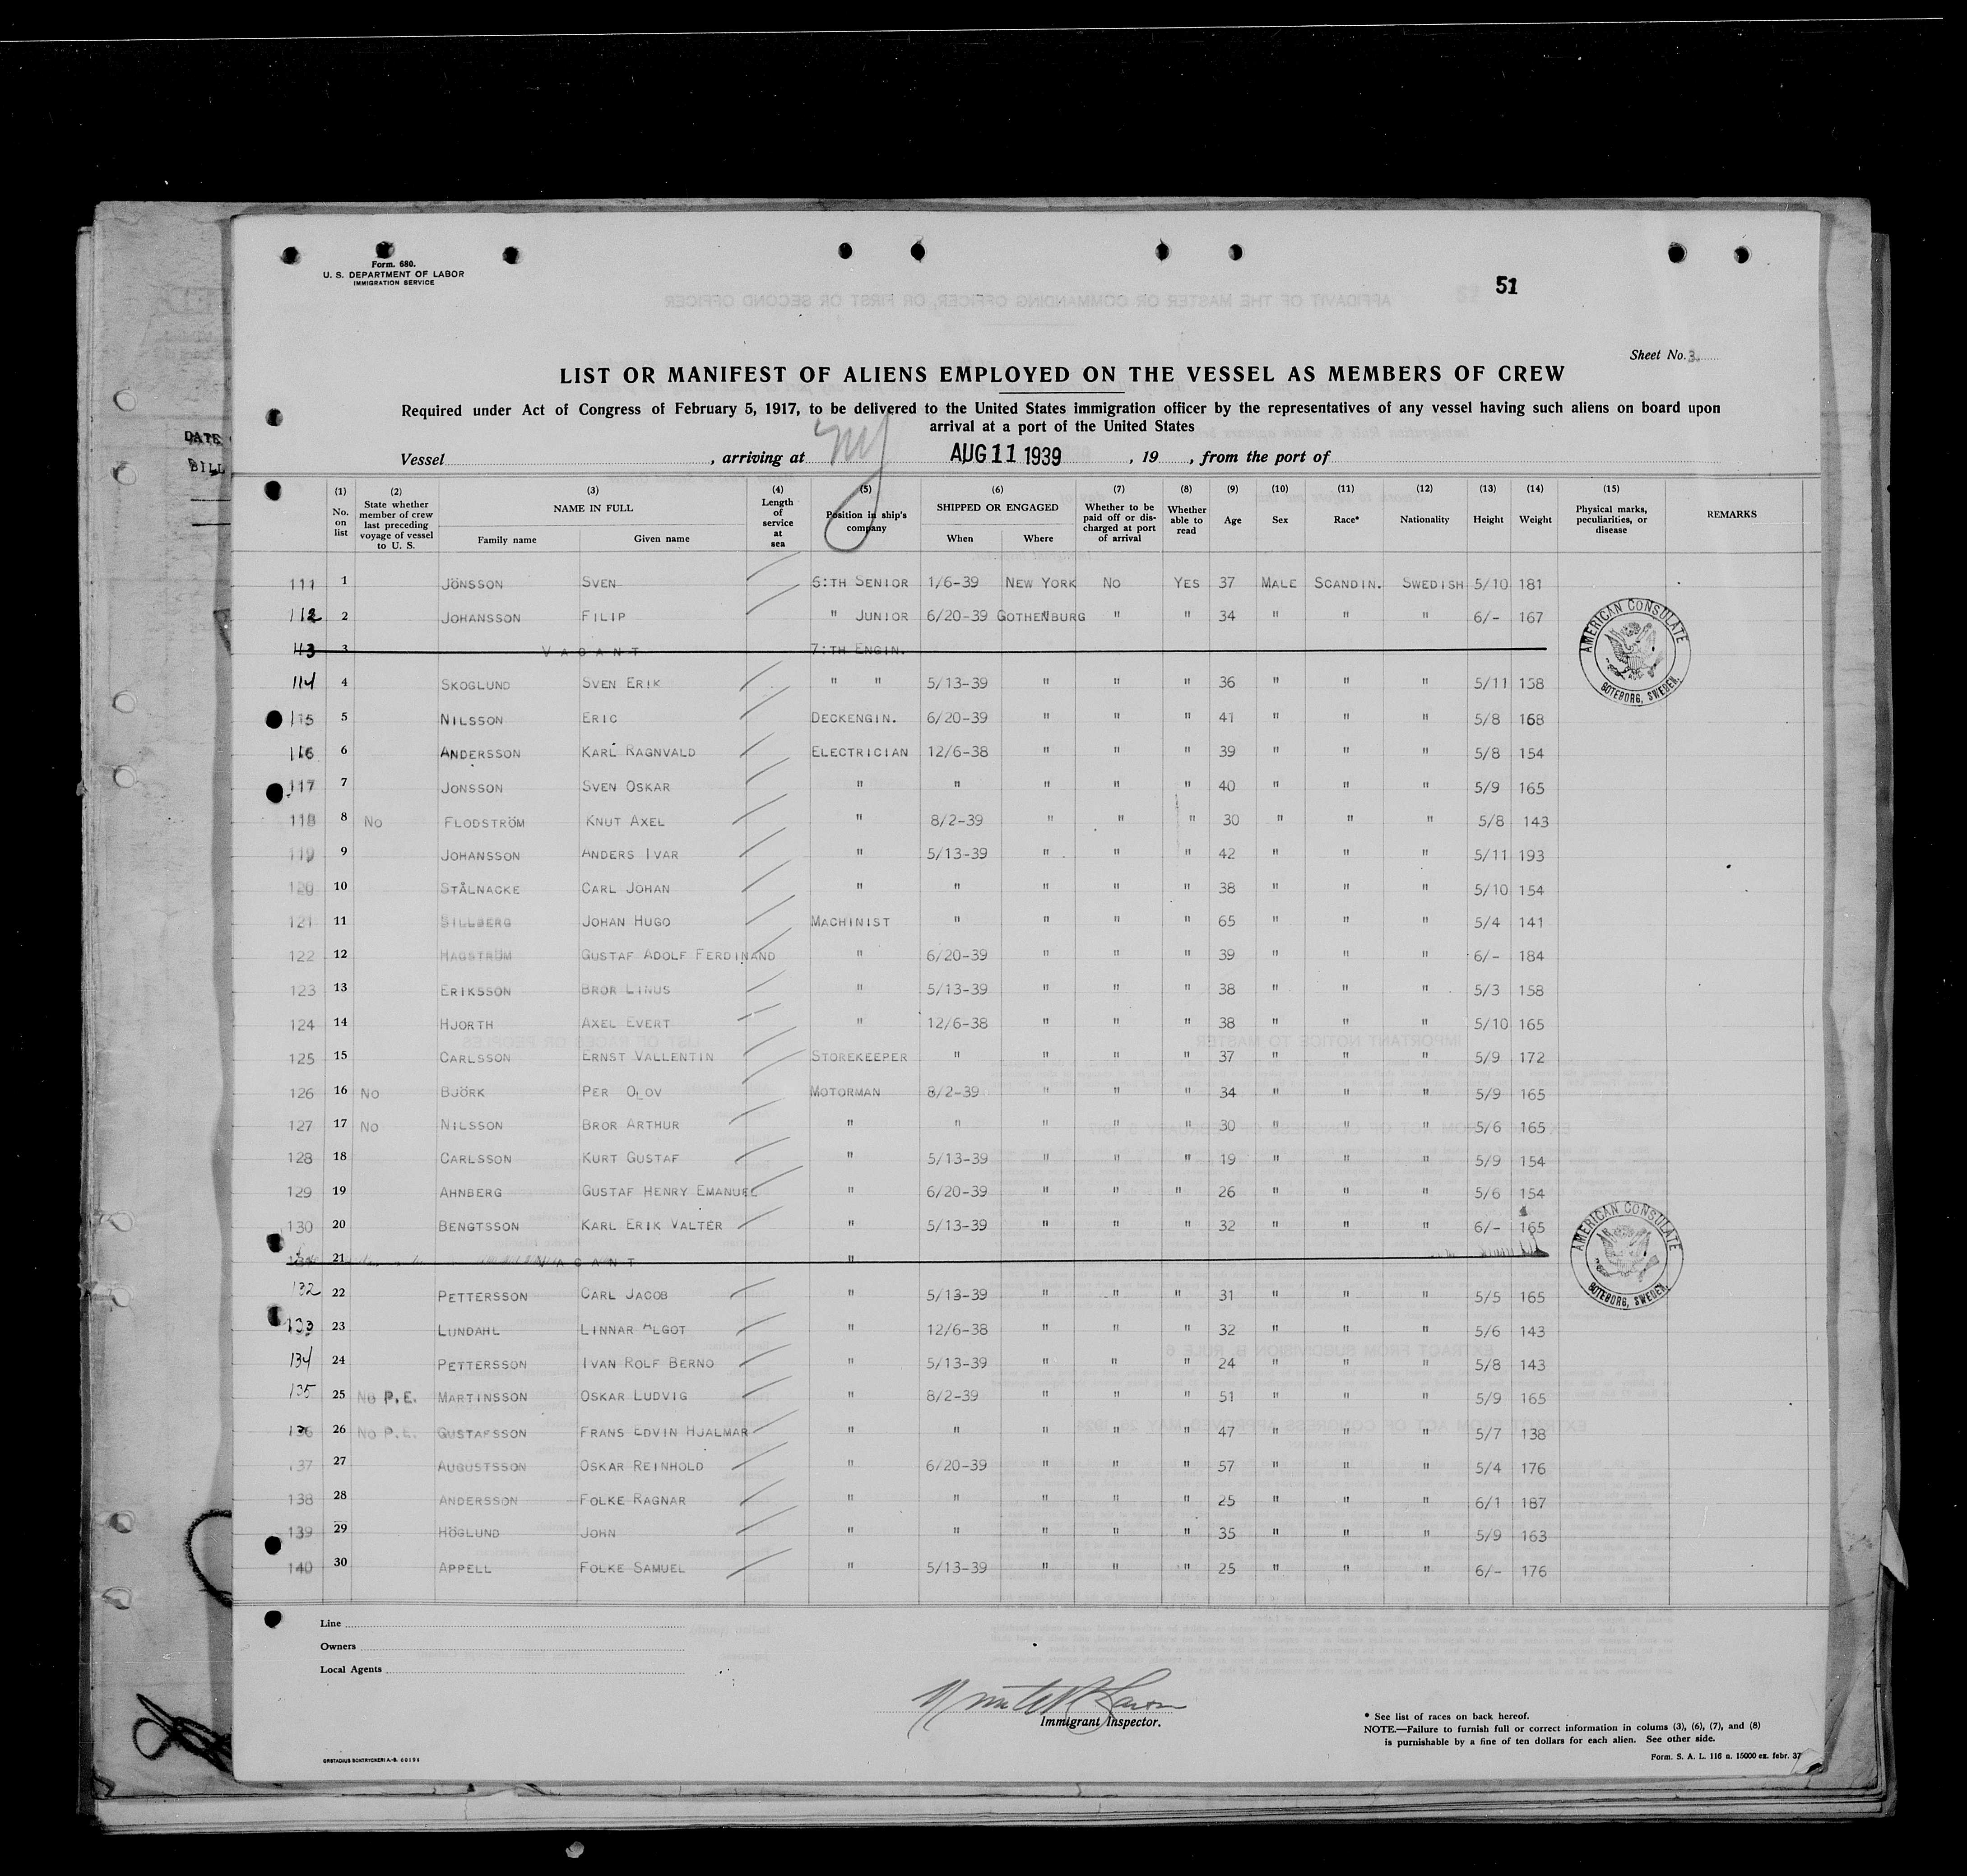 Form. 680.
U. S. DEPARTMENT OF LABOR
IMMIGRATION SERVICE
51
Sheet No. 3
LIST OR MANIFEST OF ALIENS EMPLOYED ON THE VESSEL AS MEMBERS OF CREW
Required under Act of Congress of February 5, 1917, to be delivered to the United States immigration officer by the representatives of any vessel having such aliens on board upon
arrival at a port of the United States
DATE
BILL
Vessel , arriving at NY AUG 11 1939 , 19 , from the port of
(1) No. on list (2) State whether member of crew last preceding voyage of vessel to U. S. (3) NAME IN FULL Family name Given name (4) Length of service at sea (5) Position in ship's company (6) SHIPPED OR ENGAGED When Where (7) Whether to be paid off or discharged at port of arrival (8) Whether able to read (9) Age (10) Sex (11) Race* (12) Nationality (13) Height (14) Weight (15) Physical marks, peculiarities, or disease REMARKS
111 1 JÖNSSON SVEN 6:TH SENIOR 1/6-39 NEW YORK NO YES 37 MALE SCANDIN. SWEDISH 5/10 181
112 2 JOHANSSON FILIP " JUNIOR 6/20-39 GOTHENBURG " " 34 " " " 6/- 167
113 3 VACANT 7:TH ENGIN.
114 4 SKOGLUND SVEN ERIK " " 5/13-39 " " " 36 " " " 5/11 158
115 5 NILSSON ERIC DECKENGIN. 6/20-39 " " " 41 " " " 5/8 168
116 6 ANDERSSON KARL RAGNVALD ELECTRICIAN 12/6-38 " " " 39 " " " 5/8 154
117 7 JONSSON SVEN OSKAR " " " " " 40 " " " 5/9 165
118 8 NO FLODSTRÖM KNUT AXEL " 8/2-39 " " " 30 " " " 5/8 143
119 9 JOHANSSON ANDERS IVAR " 5/13-39 " " " 42 " " " 5/11 193
120 10 STÅLNACKE CARL JOHAN " " " " " 38 " " " 5/10 154
121 11 SILLBERG JOHAN HUGO MACHINIST " " " " 65 " " " 5/4 141
122 12 HAGSTRÖM GUSTAF ADOLF FERDINAND " 6/20-39 " " " 39 " " " 6/- 184
123 13 ERIKSSON BROR LINUS " 5/13-39 " " " 38 " " " 5/3 158
124 14 HJORTH AXEL EVERT " 12/6-38 " " " 38 " " " 5/10 165
125 15 CARLSSON ERNST VALLENTIN STOREKEEPER " " " " 37 " " " 5/9 172
126 16 NO BJÖRK PER OLOV MOTORMAN 8/2-39 " " " 34 " " " 5/9 165
127 17 NO NILSSON BROR ARTHUR " " " " " 30 " " " 5/6 165
128 18 CARLSSON KURT GUSTAF " 5/13-39 " " " 19 " " " 5/9 154
129 19 AHNBERG GUSTAF HENRY EMANUEL " 6/20-39 " " " 26 " " " 5/6 154
130 20 BENGTSSON KARL ERIK VALTER " 5/13-39 " " " 32 " " " 6/- 165
21 VACANT "
132 22 PETTERSSON CARL JACOB " 5/13-39 " " " 31 " " " 5/5 165
133 23 LUNDAHL LINNAR ALGOT " 12/6-38 " " " 32 " " " 5/6 143
134 24 PETTERSSON IVAN ROLF BERNO " 5/13-39 " " " 24 " " " 5/8 143
135 25 NO P.E. MARTINSSON OSKAR LUDVIG " 8/2-39 " " " 51 " " " 5/9 165
136 26 NO P.E. GUSTAFSSON FRANS EDVIN HJALMAR " " " " " 47 " " " 5/7 138
137 27 AUGUSTSSON OSKAR REINHOLD " 6/20-39 " " " 57 " " " 5/4 176
138 28 ANDERSSON FOLKE RAGNAR " " " " " 25 " " " 6/1 187
139 29 HÖGLUND JOHN " " " " " 35 " " " 5/9 163
140 30 APPELL FOLKE SAMUEL " 5/13-39 " " " 25 " " " 6/- 176
AMERICAN CONSULATE
GOTEBORG, SWEDEN.
AMERICAN CONSULATE
GOTEBORG, SWEDEN.
Line
Owners
Local Agents
Immigrant Inspector.
* See list of races on back hereof.
NOTE.—Failure to furnish full or correct information in colums (3), (6), (7), and (8)
is punishable by a fine of ten dollars for each alien. See other side.
Form. S. A. L. 116 n. 15000 ex. febr. 37